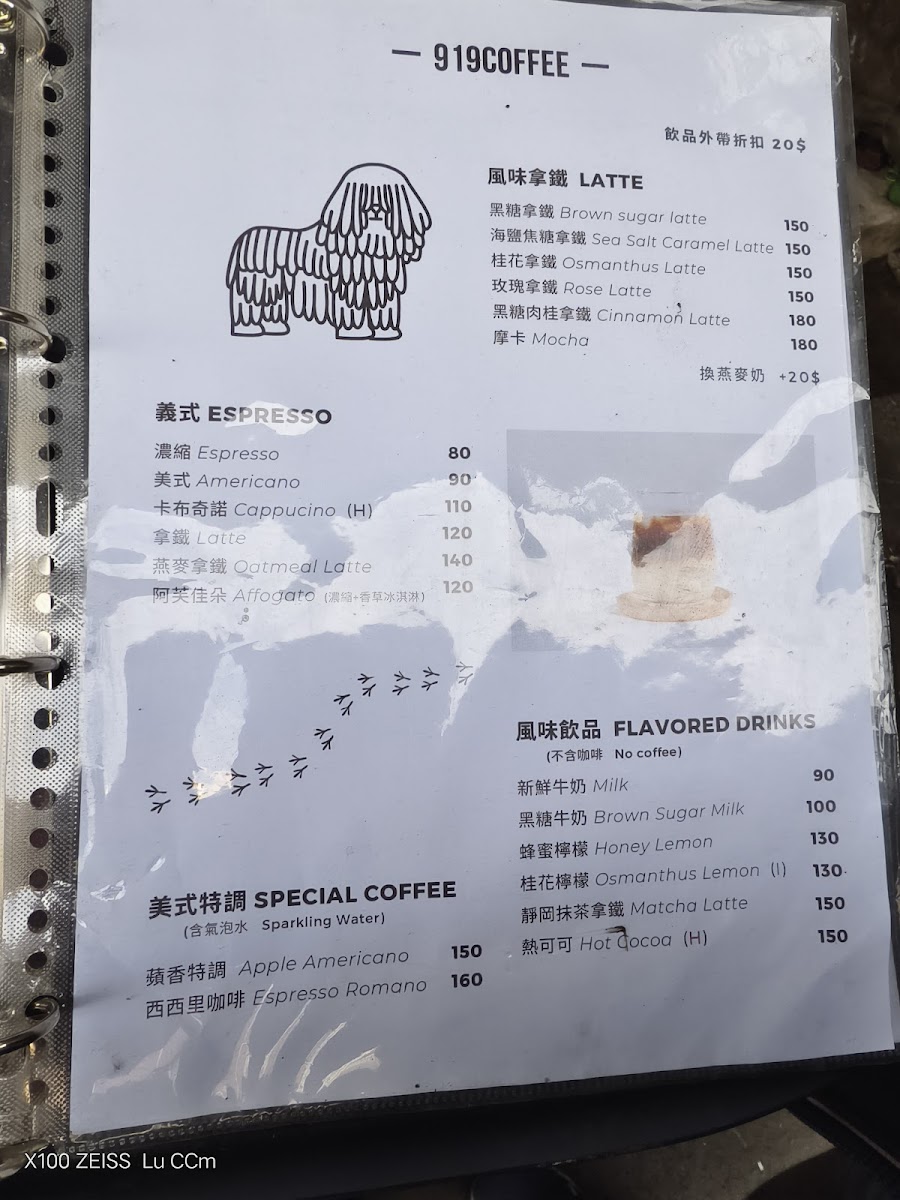 — 919COFFEE —
飲品外帶折扣 20$
風味拿鐵 LATTE
黑糖拿鐵 Brown sugar latte 150
海鹽焦糖拿鐵 Sea Salt Caramel Latte 150
桂花拿鐵 Osmanthus Latte 150
玫瑰拿鐵 Rose Latte 150
黑糖肉桂拿鐵 Cinnamon Latte 180
摩卡 Mocha 180
換燕麥奶 +20$
義式 ESPRESSO
濃縮 Espresso 80
美式 Americano 90
卡布奇諾 Cappucino (H) 110
拿鐵 Latte 120
燕麥拿鐵 Oatmeal Latte 140
阿芙佳朵 Affogato (濃縮+香草冰淇淋) 120
風味飲品 FLAVORED DRINKS
(不含咖啡 No coffee)
新鮮牛奶 Milk 90
黑糖牛奶 Brown Sugar Milk 100
蜂蜜檸檬 Honey Lemon 130
桂花檸檬 Osmanthus Lemon (I) 130
靜岡抹茶拿鐵 Matcha Latte 150
熱可可 Hot Cocoa (H) 150
美式特調 SPECIAL COFFEE
(含氣泡水 Sparkling Water)
蘋香特調 Apple Americano 150
西西里咖啡 Espresso Romano 160
X100 ZEISS Lu CCm